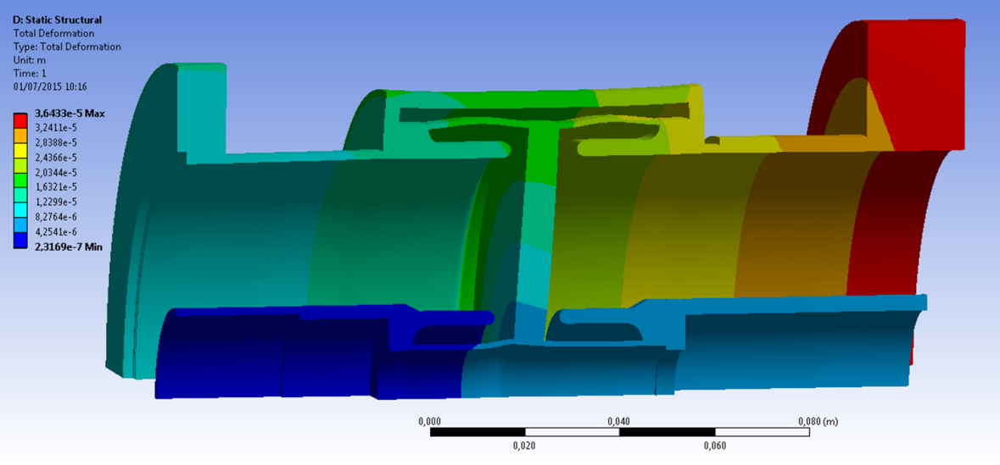 D: Static Structural
Total Deformation
Type: Total Deformation
Unit: m
Time: 1
01/07/2015 10:16
3,6433e-5 Max
3,2411e-5
2,8388e-5
2,4366e-5
2,0344e-5
1,6321e-5
1,2299e-5
8,2764e-6
4,2541e-6
2,3169e-7 Min
0,000
0,040
0,080 (m)
0,020
0,060